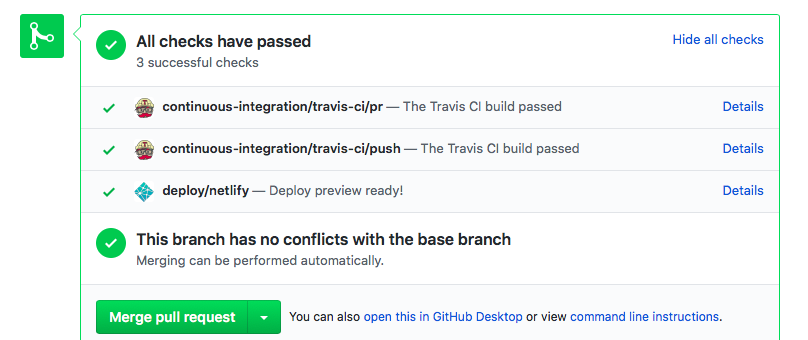 All checks have passed
Hide all checks
3 successful checks
continuous-integration/travis-ci/pr — The Travis CI build passed
Details
continuous-integration/travis-ci/push — The Travis CI build passed
Details
deploy/netlify — Deploy preview ready!
Details
This branch has no conflicts with the base branch
Merging can be performed automatically.
Merge pull request
You can also open this in GitHub Desktop or view command line instructions.